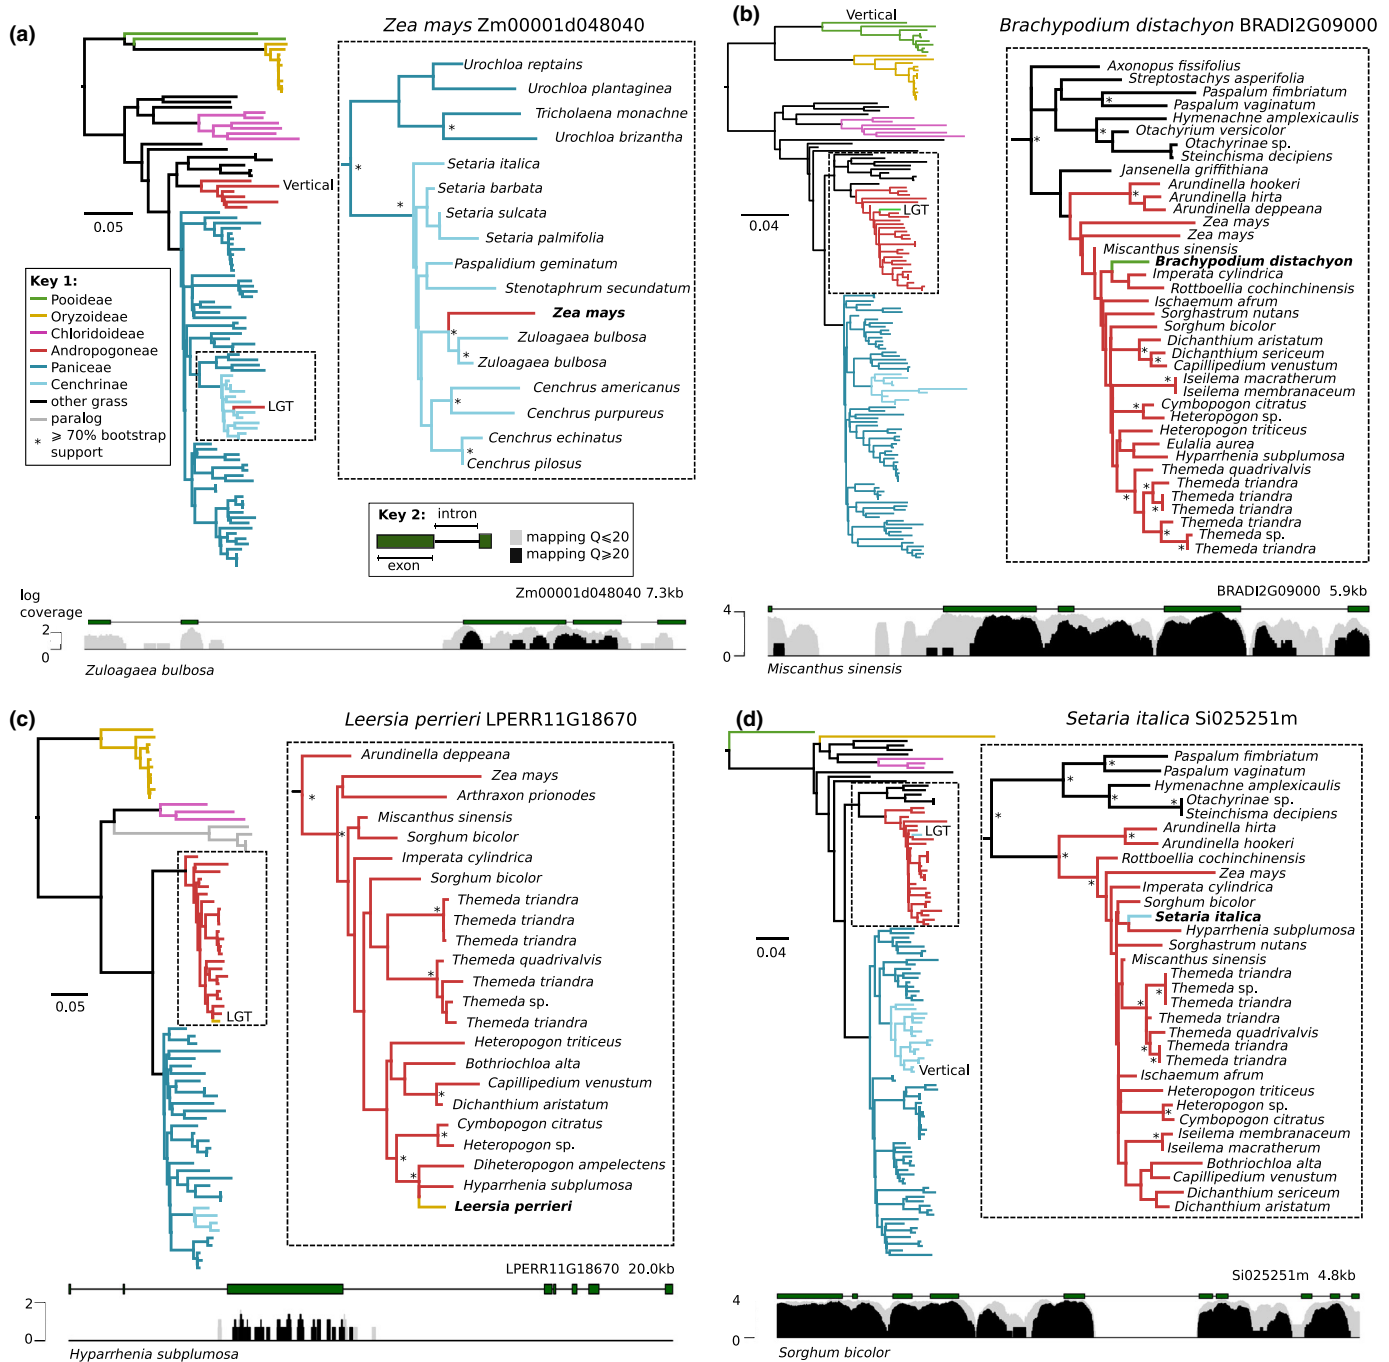 (a)
Zea mays Zm00001d048040
Vertical
LGT
0.05
Urochloa reptains
Urochloa plantaginea
Tricholaena monachne
Urochloa brizantha
Setaria italica
Setaria barbata
Setaria sulcata
Setaria palmifolia
Paspalidium geminatum
Stenotaphrum secundatum
Zea mays
Zuloagaea bulbosa
Zuloagaea bulbosa
Cenchrus americanus
Cenchrus purpureus
Cenchrus echinatus
Cenchrus pilosus
* * * * * *
Key 1:
Pooideae
Oryzoideae
Chloridoideae
Andropogoneae
Paniceae
Cenchrinae
other grass
paralog
* ⩾ 70% bootstrap
support
Key 2:
intron
exon
mapping Q⩽20
mapping Q⩾20
Zm00001d048040 7.3kb
log
coverage
2
0
Zuloagaea bulbosa
(b)
Brachypodium distachyon BRADI2G09000
Vertical
LGT
0.04
Axonopus fissifolius
Streptostachys asperifolia
Paspalum fimbriatum
Paspalum vaginatum
Hymenachne amplexicaulis
Otachyrium versicolor
Otachyrinae sp.
Steinchisma decipiens
Jansenella griffithiana
Arundinella hookeri
Arundinella hirta
Arundinella deppeana
Zea mays
Zea mays
Miscanthus sinensis
Brachypodium distachyon
Imperata cylindrica
Rottboellia cochinchinensis
Ischaemum afrum
Sorghastrum nutans
Sorghum bicolor
Dichanthium aristatum
Dichanthium sericeum
Capillipedium venustum
Iseilema macratherum
Iseilema membranaceum
Cymbopogon citratus
Heteropogon sp.
Heteropogon triticeus
Eulalia aurea
Hyparrhenia subplumosa
Themeda quadrivalvis
Themeda triandra
Themeda triandra
Themeda triandra
Themeda triandra
Themeda sp.
Themeda triandra
BRADI2G09000 5.9kb
4
0
Miscanthus sinensis
(c)
Leersia perrieri LPERR11G18670
LGT
0.05
Arundinella deppeana
Zea mays
Arthraxon prionodes
Miscanthus sinensis
Sorghum bicolor
Imperata cylindrica
Sorghum bicolor
Themeda triandra
Themeda triandra
Themeda triandra
Themeda quadrivalvis
Themeda triandra
Themeda sp.
Themeda triandra
Heteropogon triticeus
Bothriochloa alta
Capillipedium venustum
Dichanthium aristatum
Cymbopogon citratus
Heteropogon sp.
Diheteropogon ampelectens
Hyparrhenia subplumosa
Leersia perrieri
LPERR11G18670 20.0kb
2
0
Hyparrhenia subplumosa
(d)
Setaria italica Si025251m
LGT
0.04
Vertical
Paspalum fimbriatum
Paspalum vaginatum
Hymenachne amplexicaulis
Otachyrinae sp.
Steinchisma decipiens
Arundinella hirta
Arundinella hookeri
Rottboellia cochinchinensis
Zea mays
Imperata cylindrica
Sorghum bicolor
Setaria italica
Hyparrhenia subplumosa
Sorghastrum nutans
Miscanthus sinensis
Themeda triandra
Themeda sp.
Themeda triandra
Themeda triandra
Themeda quadrivalvis
Themeda triandra
Themeda triandra
Ischaemum afrum
Heteropogon triticeus
Heteropogon sp.
Cymbopogon citratus
Iseilema membranaceum
Iseilema macratherum
Bothriochloa alta
Capillipedium venustum
Dichanthium sericeum
Dichanthium aristatum
Si025251m 4.8kb
4
0
Sorghum bicolor